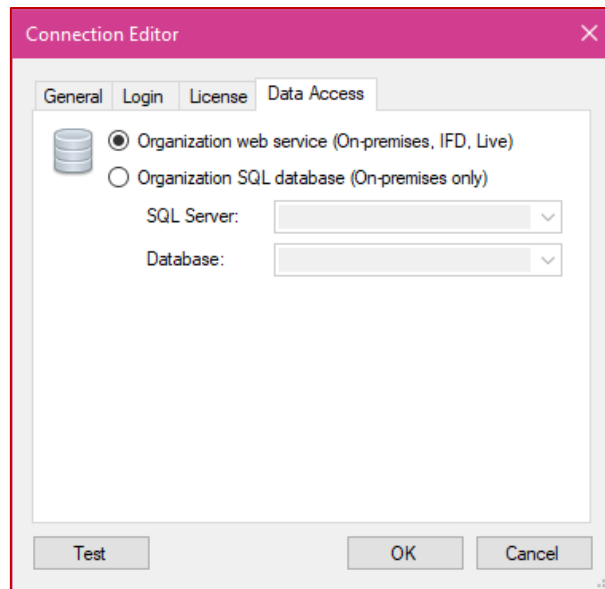 Connection Editor
General Login License Data Access
Organization web service (On-premises, IFD, Live)
Organization SQL database (On-premises only)
SQL Server:
Database:
Test OK Cancel